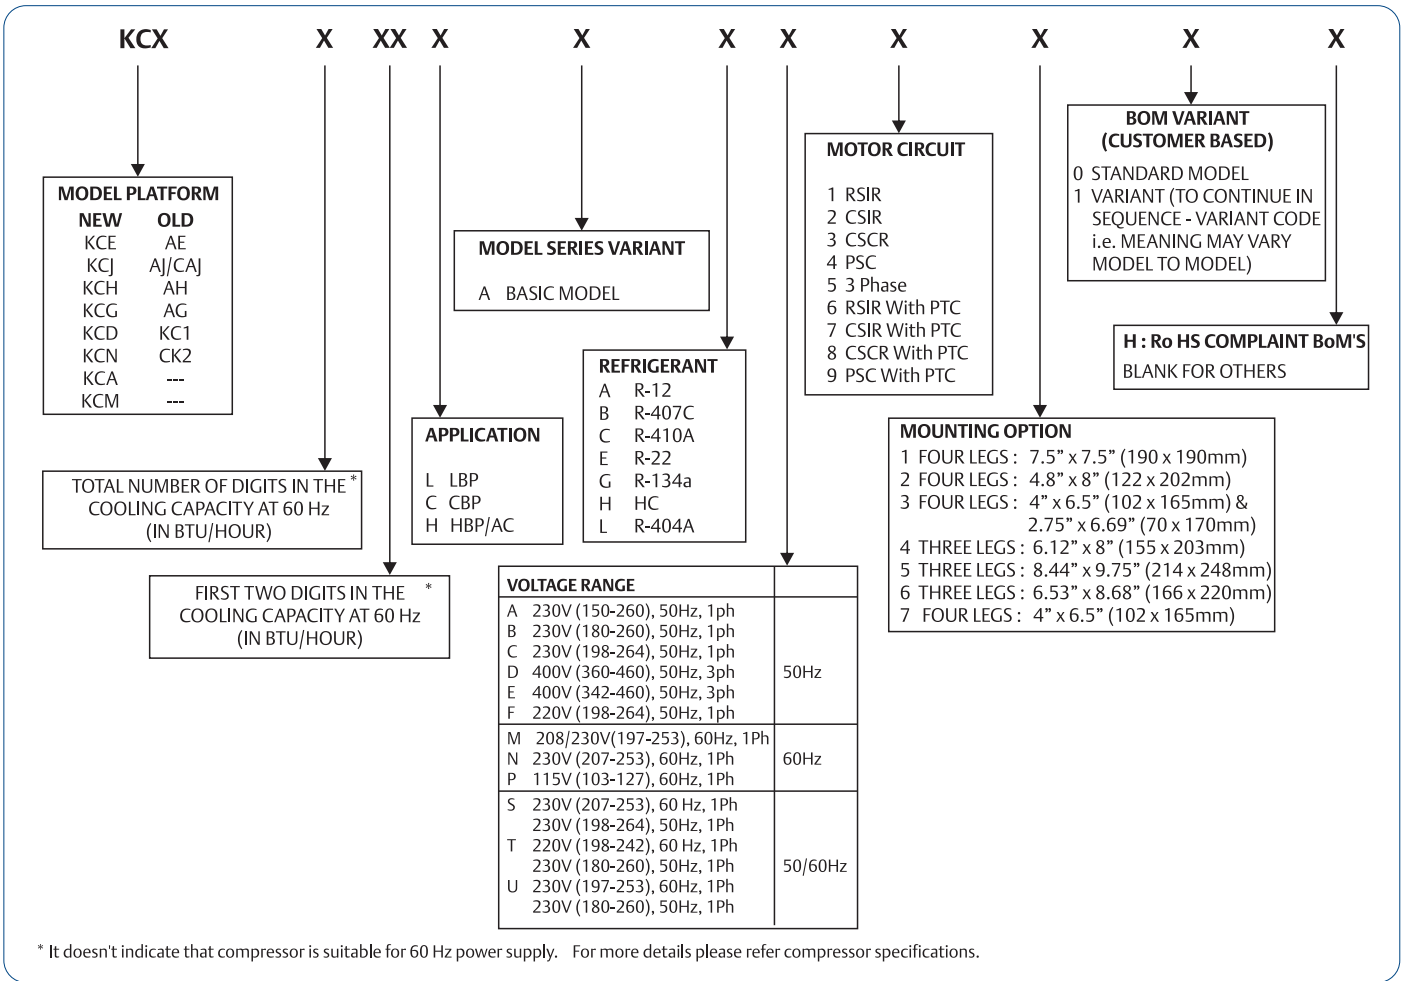 KCX X XX X X X X X X X X
MODEL PLATFORM
NEW OLD
KCE AE
KCJ AJ/CAJ
KCH AH
KCG AG
KCD KC1
KCN CK2
KCA ---
KCM ---
TOTAL NUMBER OF DIGITS IN THE *
COOLING CAPACITY AT 60 Hz
(IN BTU/HOUR)
FIRST TWO DIGITS IN THE *
COOLING CAPACITY AT 60 Hz
(IN BTU/HOUR)
APPLICATION
L LBP
C CBP
H HBP/AC
MODEL SERIES VARIANT
A BASIC MODEL
REFRIGERANT
A R-12
B R-407C
C R-410A
E R-22
G R-134a
H HC
L R-404A
VOLTAGE RANGE
A 230V (150-260), 50Hz, 1ph
B 230V (180-260), 50Hz, 1ph
C 230V (198-264), 50Hz, 1ph
D 400V (360-460), 50Hz, 3ph
E 400V (342-460), 50Hz, 3ph
F 220V (198-264), 50Hz, 1ph
50Hz
M 208/230V(197-253), 60Hz, 1Ph
N 230V (207-253), 60Hz, 1Ph
P 115V (103-127), 60Hz, 1Ph
60Hz
S 230V (207-253), 60 Hz, 1Ph
230V (198-264), 50Hz, 1Ph
T 220V (198-242), 60 Hz, 1Ph
230V (180-260), 50Hz, 1Ph
U 230V (197-253), 60Hz, 1Ph
230V (180-260), 50Hz, 1Ph
50/60Hz
MOTOR CIRCUIT
1 RSIR
2 CSIR
3 CSCR
4 PSC
5 3 Phase
6 RSIR With PTC
7 CSIR With PTC
8 CSCR With PTC
9 PSC With PTC
MOUNTING OPTION
1 FOUR LEGS : 7.5” x 7.5” (190 x 190mm)
2 FOUR LEGS : 4.8” x 8” (122 x 202mm)
3 FOUR LEGS : 4” x 6.5” (102 x 165mm) &
2.75” x 6.69” (70 x 170mm)
4 THREE LEGS : 6.12” x 8” (155 x 203mm)
5 THREE LEGS : 8.44” x 9.75” (214 x 248mm)
6 THREE LEGS : 6.53” x 8.68” (166 x 220mm)
7 FOUR LEGS : 4” x 6.5” (102 x 165mm)
BOM VARIANT
(CUSTOMER BASED)
0 STANDARD MODEL
1 VARIANT (TO CONTINUE IN
SEQUENCE - VARIANT CODE
i.e. MEANING MAY VARY
MODEL TO MODEL)
H : Ro HS COMPLAINT BoM'S
BLANK FOR OTHERS
* It doesn't indicate that compressor is suitable for 60 Hz power supply. For more details please refer compressor specifications.